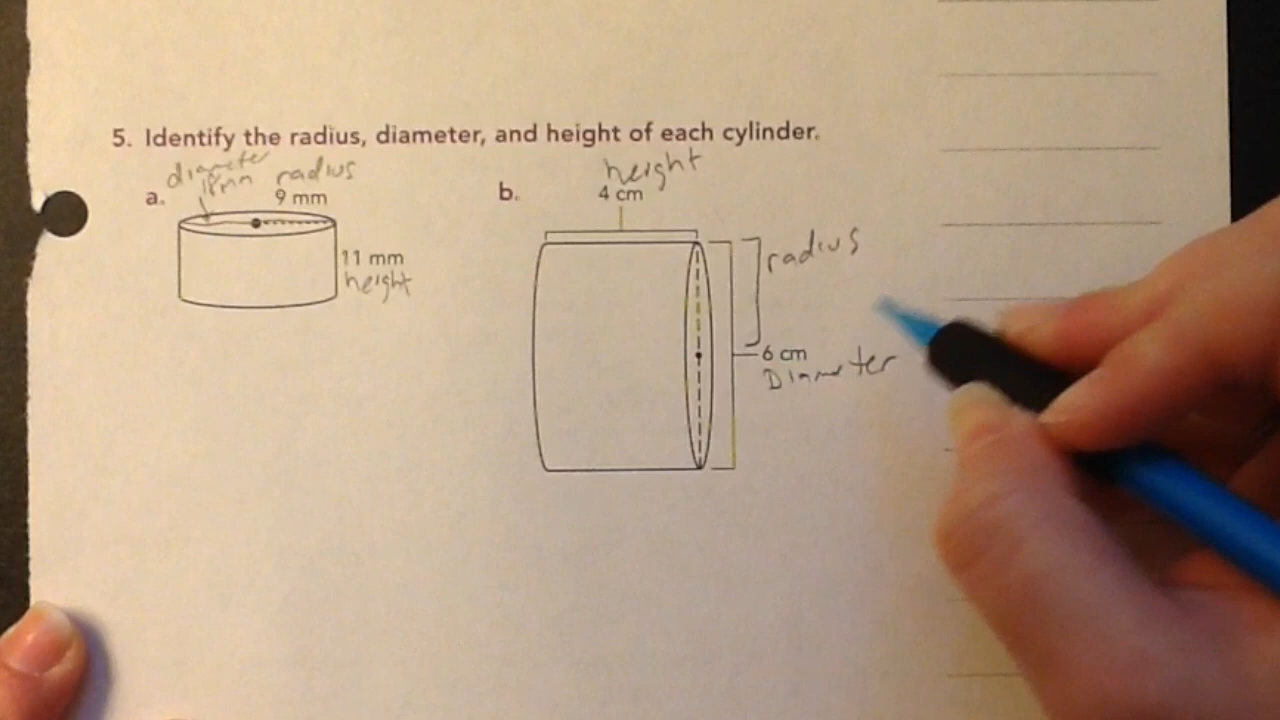 5. Identify the radius, diameter, and height of each cylinder.
diameter
18mm radius
a. 9 mm
11 mm
height
height
b. 4 cm
radius
6 cm
Diameter